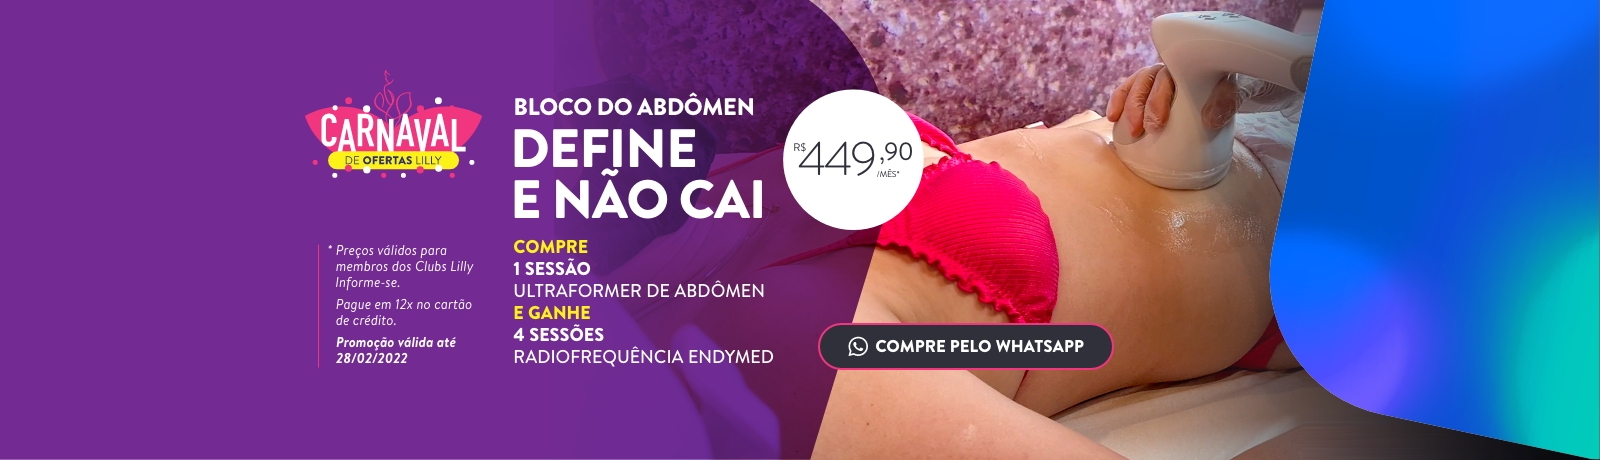 CARNAVAL
DE OFERTAS LILLY
* Preços válidos para
membros dos Clubs Lilly
Informe-se.
Pague em 12x no cartão
de crédito.
Promoção válida até
28/02/2022
BLOCO DO ABDÔMEN
DEFINE
E NÃO CAI
COMPRE
1 SESSÃO
ULTRAFORMER DE ABDÔMEN
E GANHE
4 SESSÕES
RADIOFREQUÊNCIA ENDYMED
R$449,90
/MÊS*
COMPRE PELO WHATSAPP